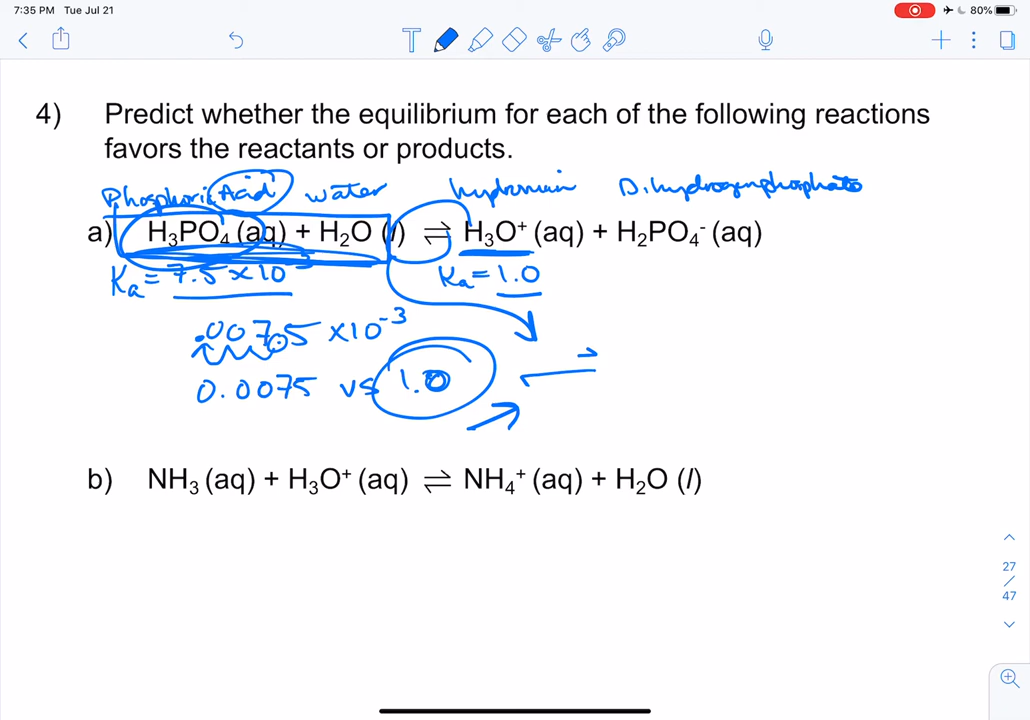 7:35 PM Tue Jul 21 80%
4) Predict whether the equilibrium for each of the following reactions
favors the reactants or products.
Phosphoric Acid water hydronium Dihydrogenphosphate
a) H₃PO₄ (aq) + H₂O (l) ⇌ H₃O⁺ (aq) + H₂PO₄⁻ (aq)
Ka = 7.5 × 10⁻³ Ka = 1.0
.007.5 × 10⁻³
0.0075 vs 1.0
b) NH₃ (aq) + H₃O⁺ (aq) ⇌ NH₄⁺ (aq) + H₂O (l)
27
/
47